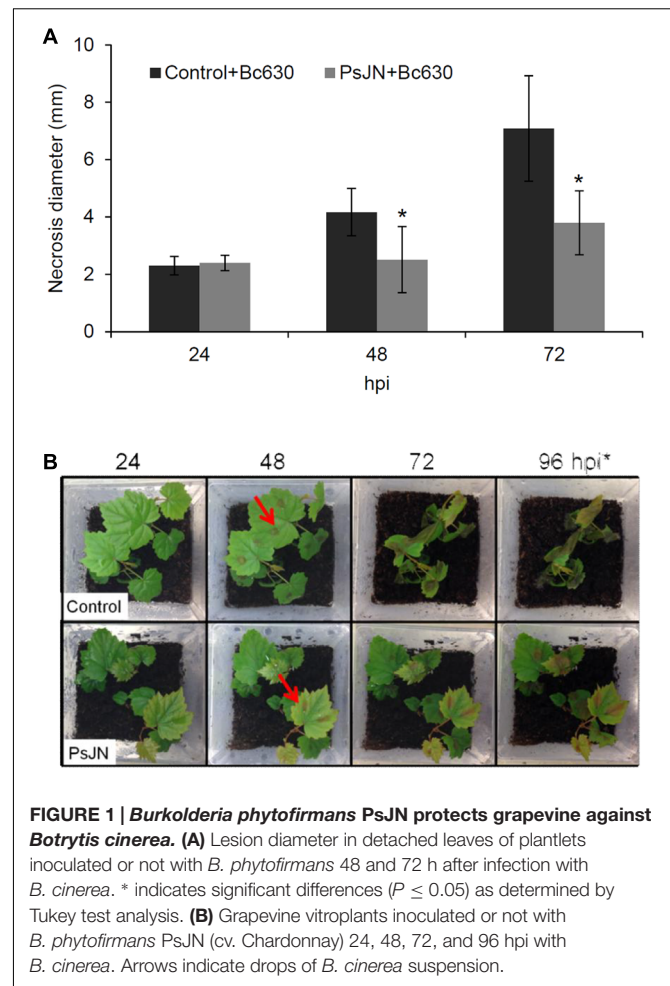 A
10
8
6
4
2
0
Necrosis diameter (mm)
Control+Bc630
PsJN+Bc630
*
*
24
48
72
hpi
B
24
48
72
96 hpi*
Control
PsJN
FIGURE 1 | Burkolderia phytofirmans PsJN protects grapevine against
Botrytis cinerea. (A) Lesion diameter in detached leaves of plantlets
inoculated or not with B. phytofirmans 48 and 72 h after infection with
B. cinerea. * indicates significant differences (P ≤ 0.05) as determined by
Tukey test analysis. (B) Grapevine vitroplants inoculated or not with
B. phytofirmans PsJN (cv. Chardonnay) 24, 48, 72, and 96 hpi with
B. cinerea. Arrows indicate drops of B. cinerea suspension.